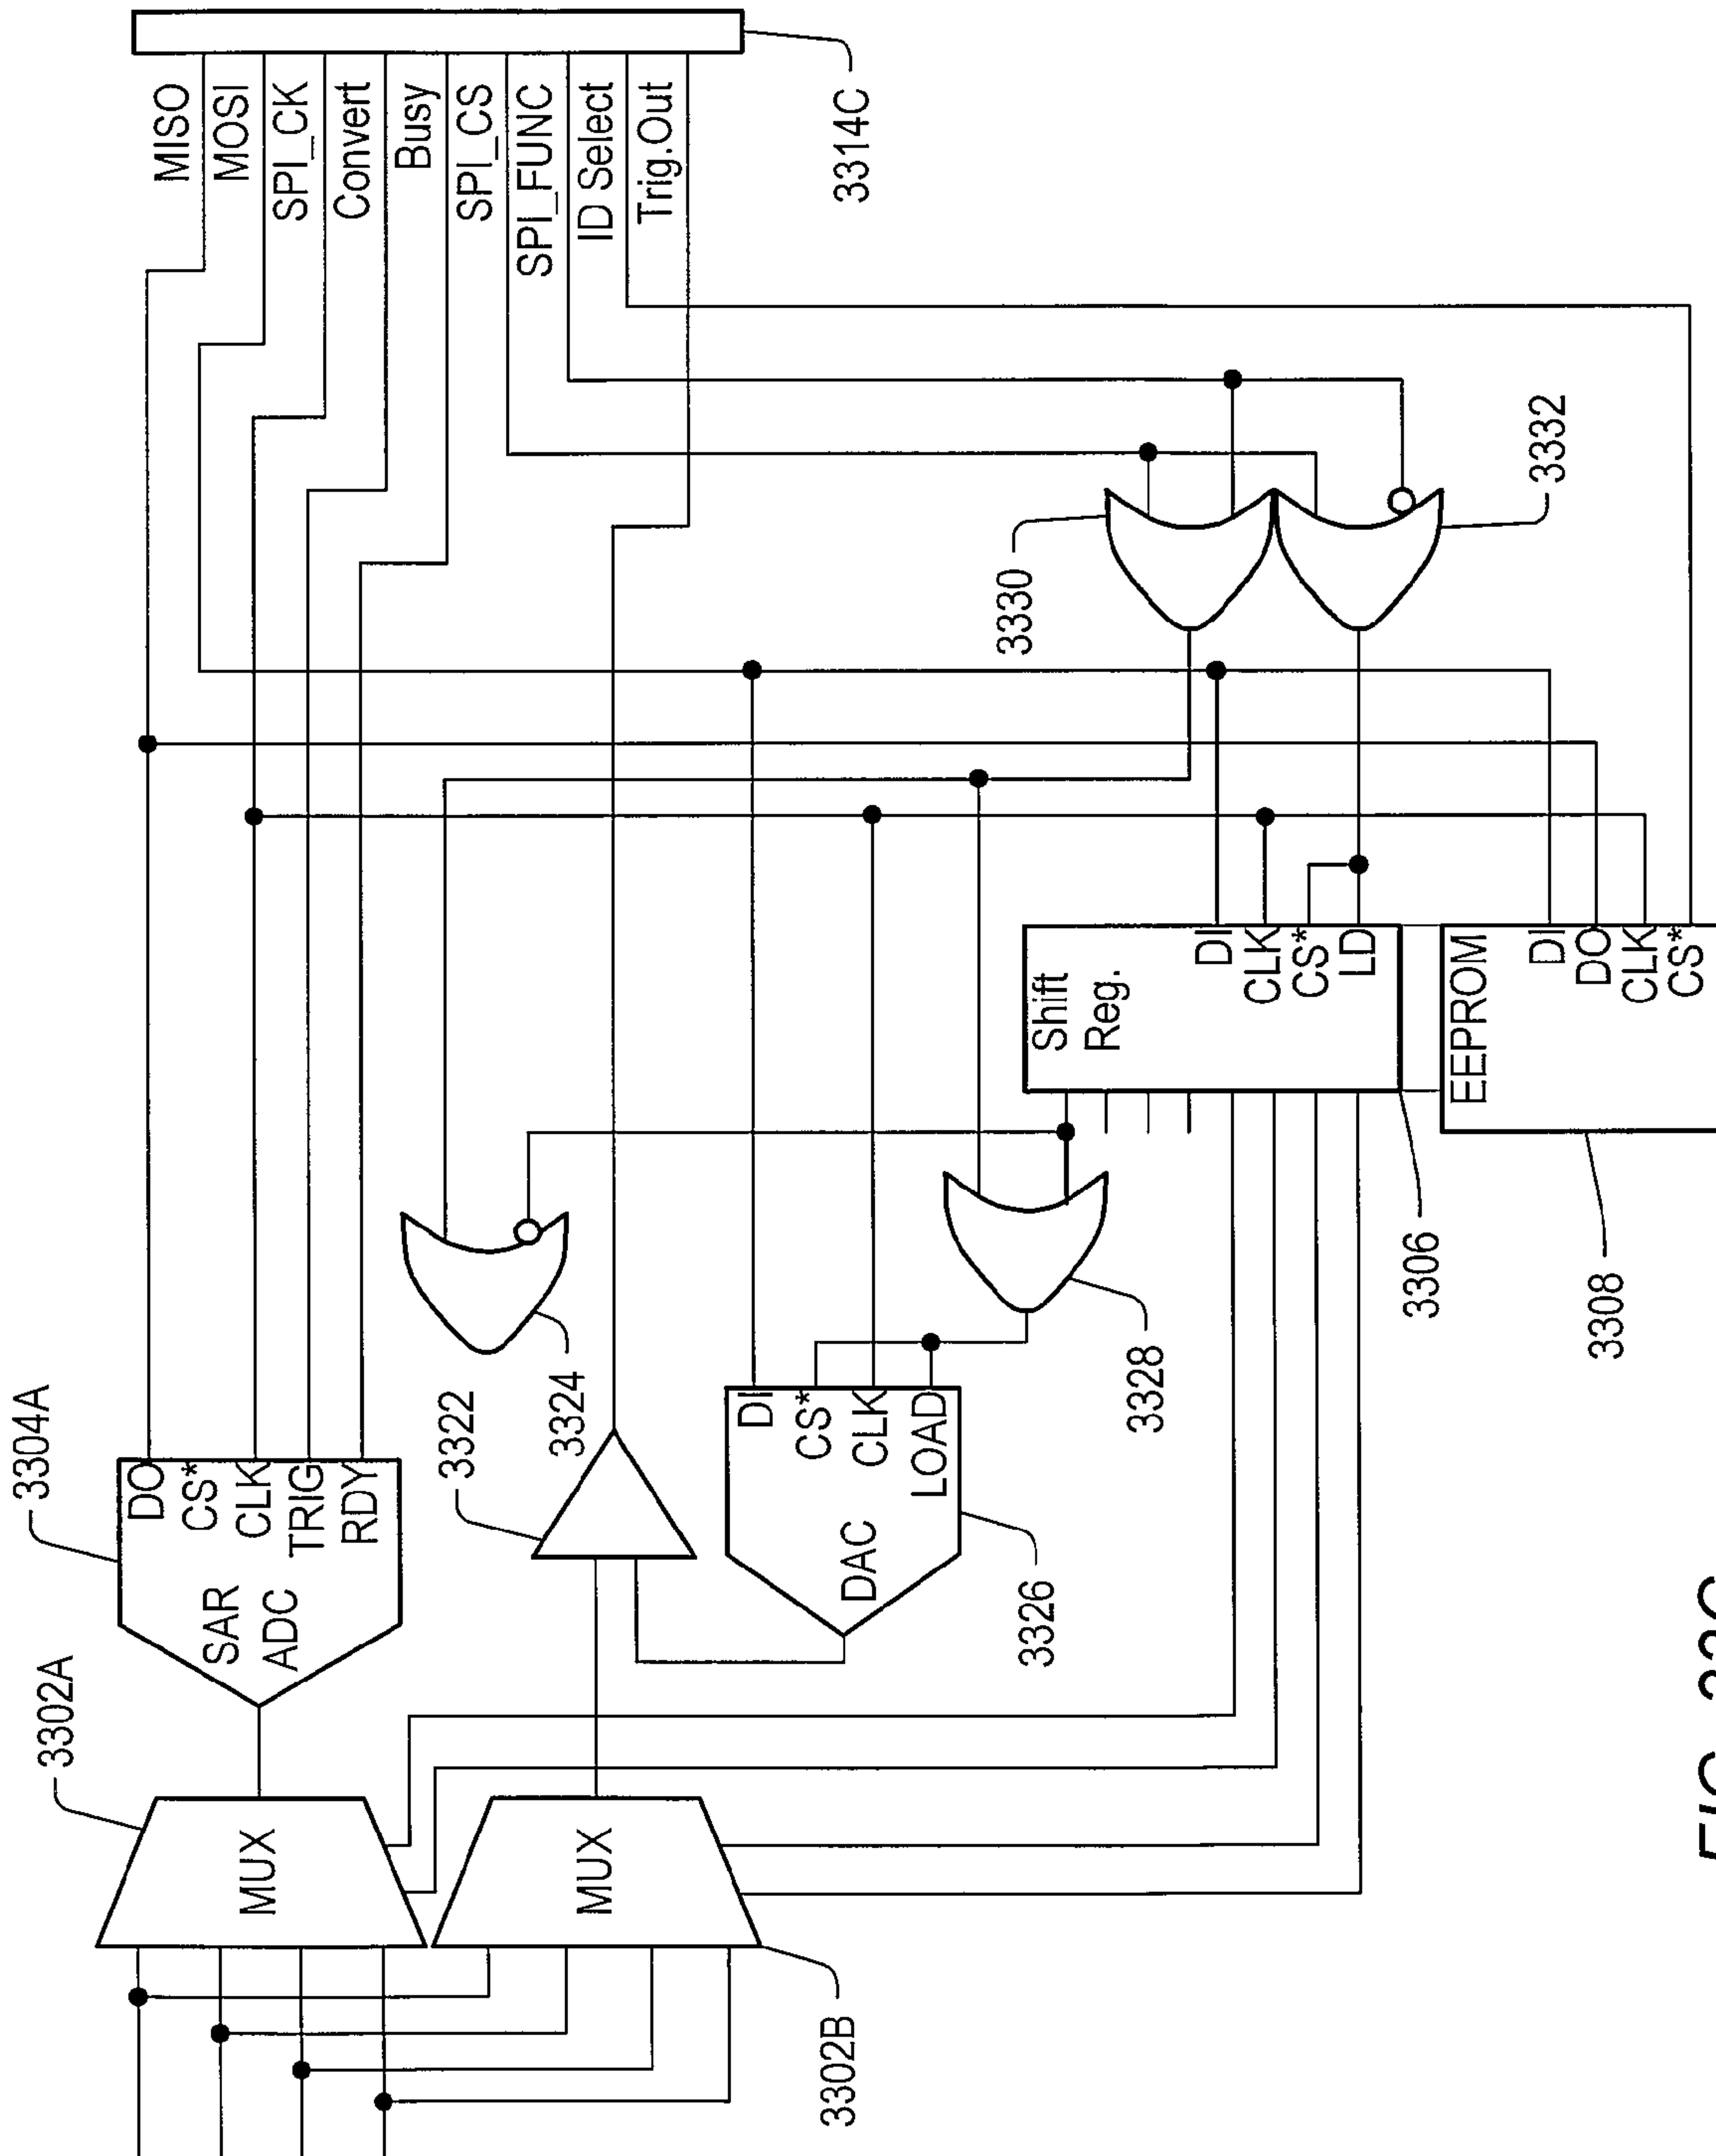 MISO
MOSI
SPI_CK
Convert
Busy
SPI_CS
SPI_FUNC
ID Select
Trig.Out
3314C
3330
3332
3304A
DO
CS*
CLK
TRIG
RDY
SAR
ADC
3302A
MUX
MUX
3302B
3322
3324
DI
CS*
CLK
LOAD
DAC
3326
3328
Shift
Reg.
DI
CLK
CS*
LD
3306
EEPROM
DI
DO
CLK
CS*
3308